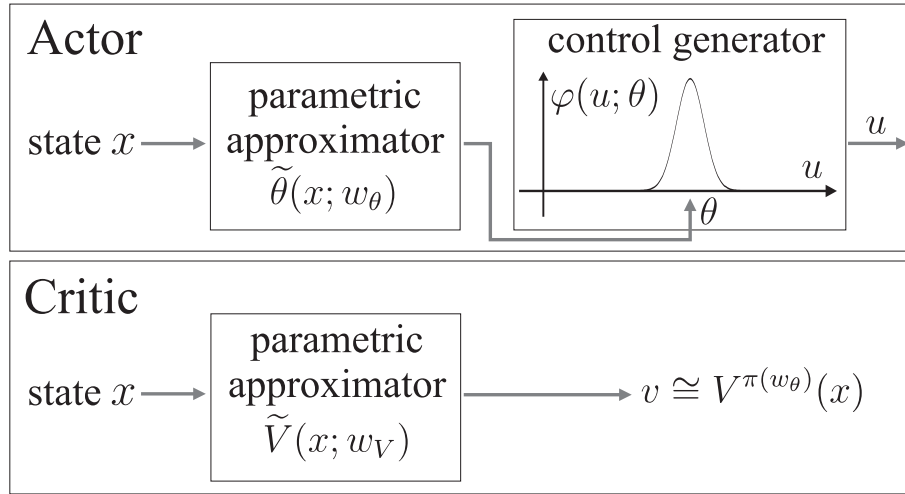 Actor
state x
parametric
approximator
θ̃(x; w_θ)
control generator
φ(u; θ)
u
θ
u
Critic
state x
parametric
approximator
Ṽ(x; w_V)
v ≅ V^{π(w_θ)}(x)